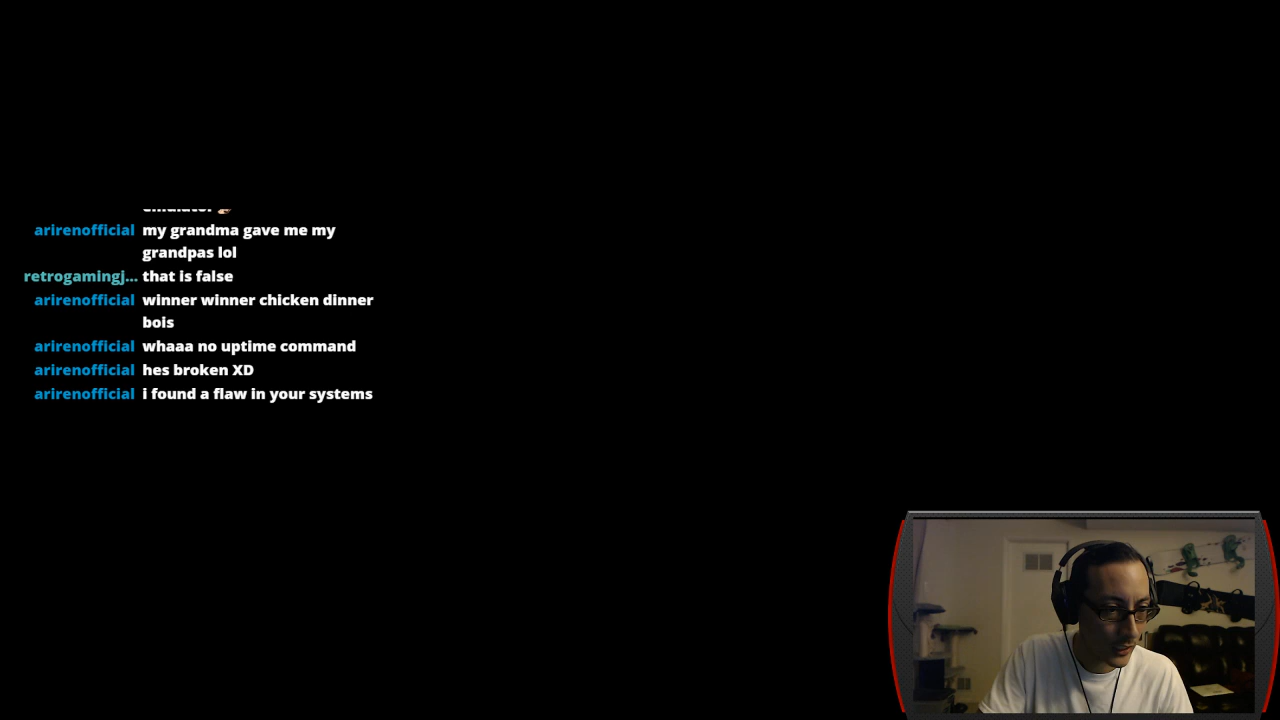 arirenofficial my grandma gave me my
grandpas lol
retrogamingj... that is false
arirenofficial winner winner chicken dinner
bois
arirenofficial whaaa no uptime command
arirenofficial hes broken XD
arirenofficial i found a flaw in your systems